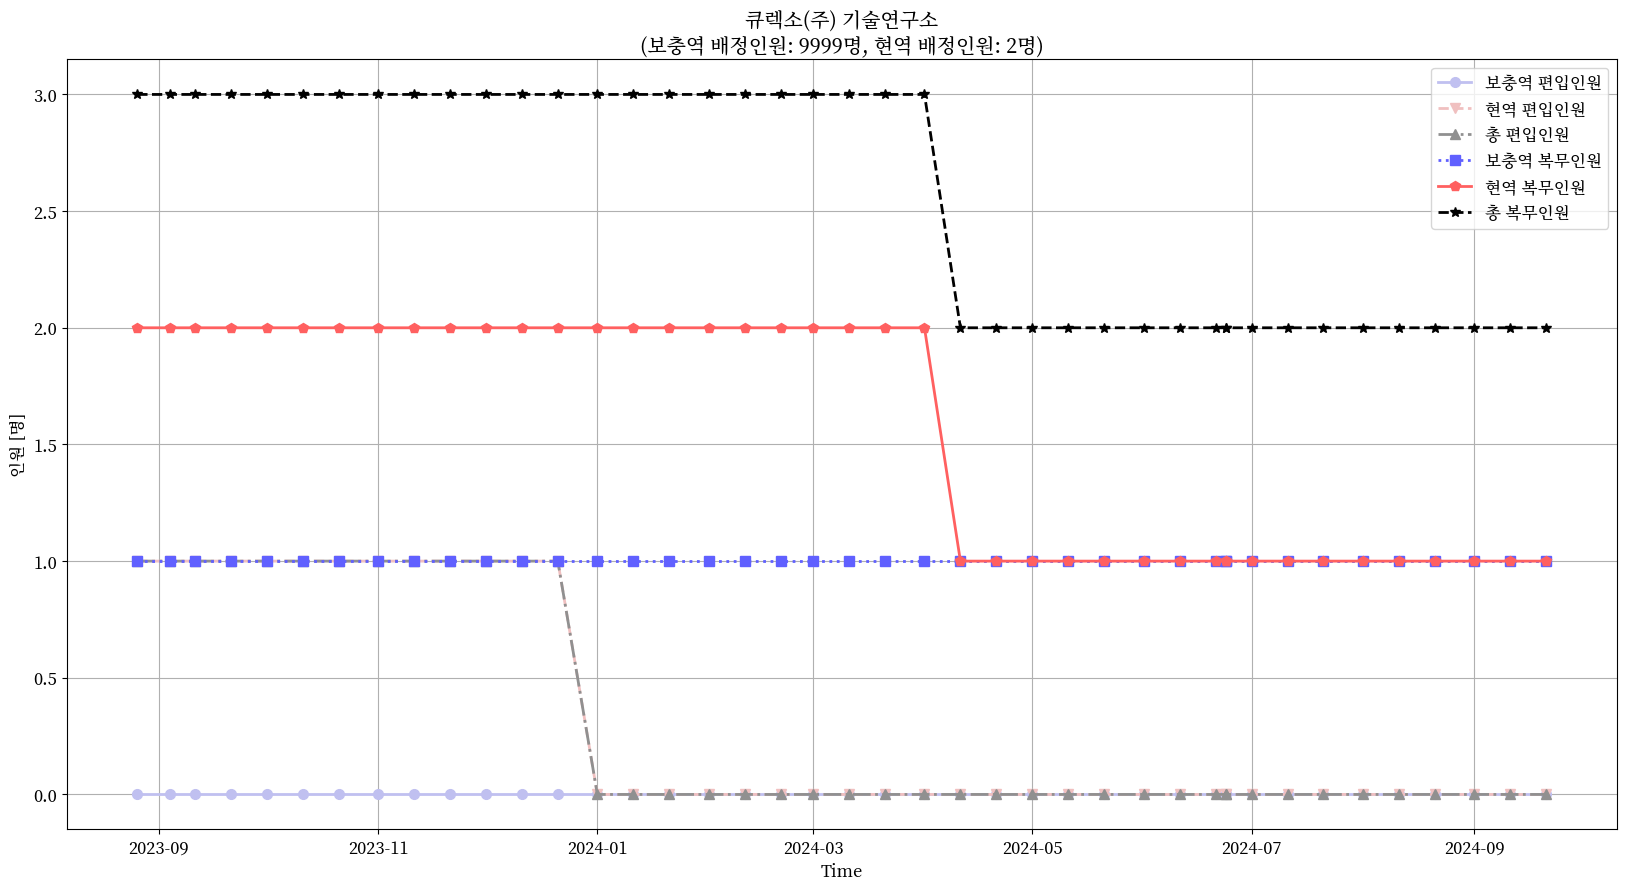 큐렉소(주) 기술연구소
(보충역 배정인원: 9999명, 현역 배정인원: 2명)
보충역 편입인원
현역 편입인원
총 편입인원
보충역 복무인원
현역 복무인원
총 복무인원
인원 [명]
3.0
2.5
2.0
1.5
1.0
0.5
0.0
2023-09
2023-11
2024-01
2024-03
2024-05
2024-07
2024-09
Time